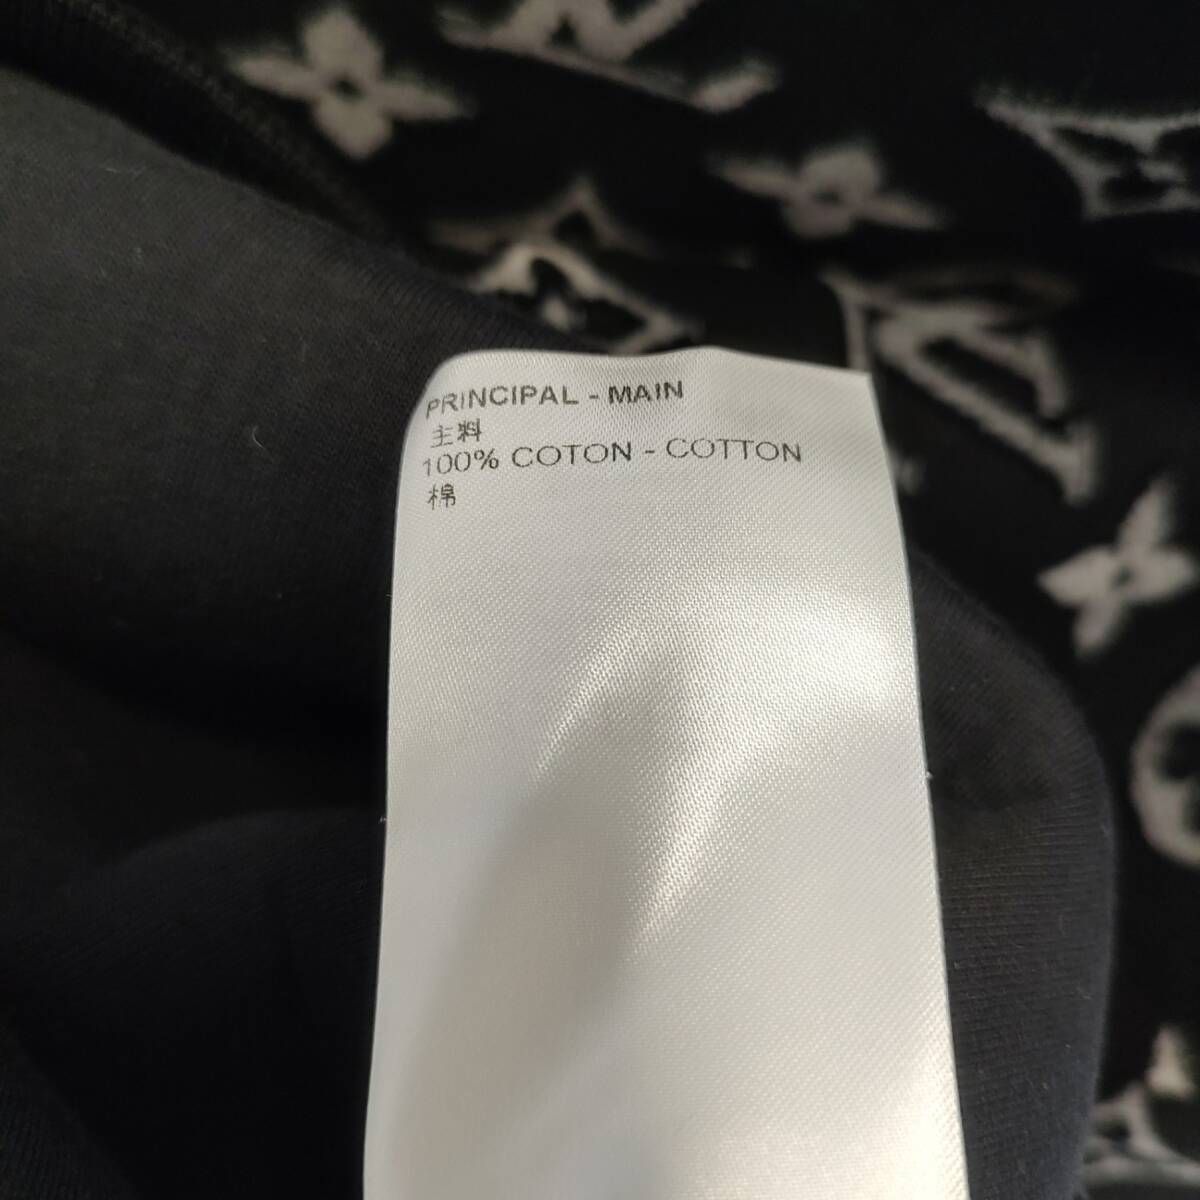 PRINCIPAL - MAIN
主料
100% COTON - COTTON
棉